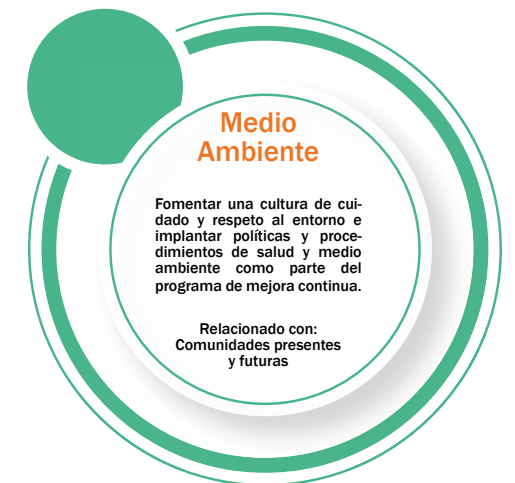 Medio
Ambiente
Fomentar una cultura de cui-
dado y respeto al entorno e
implantar políticas y proce-
dimientos de salud y medio
ambiente como parte del
programa de mejora continua.
Relacionado con:
Comunidades presentes
y futuras